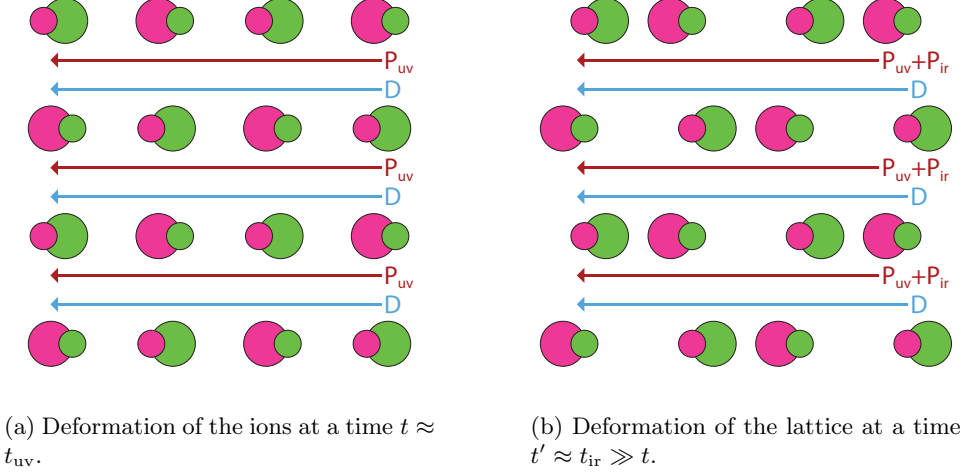 P_uv
P_uv+P_ir
D
D
P_uv
P_uv+P_ir
D
D
P_uv
P_uv+P_ir
D
D
(a) Deformation of the ions at a time t ≈
t_uv.
(b) Deformation of the lattice at a time
t′ ≈ t_ir ≫ t.